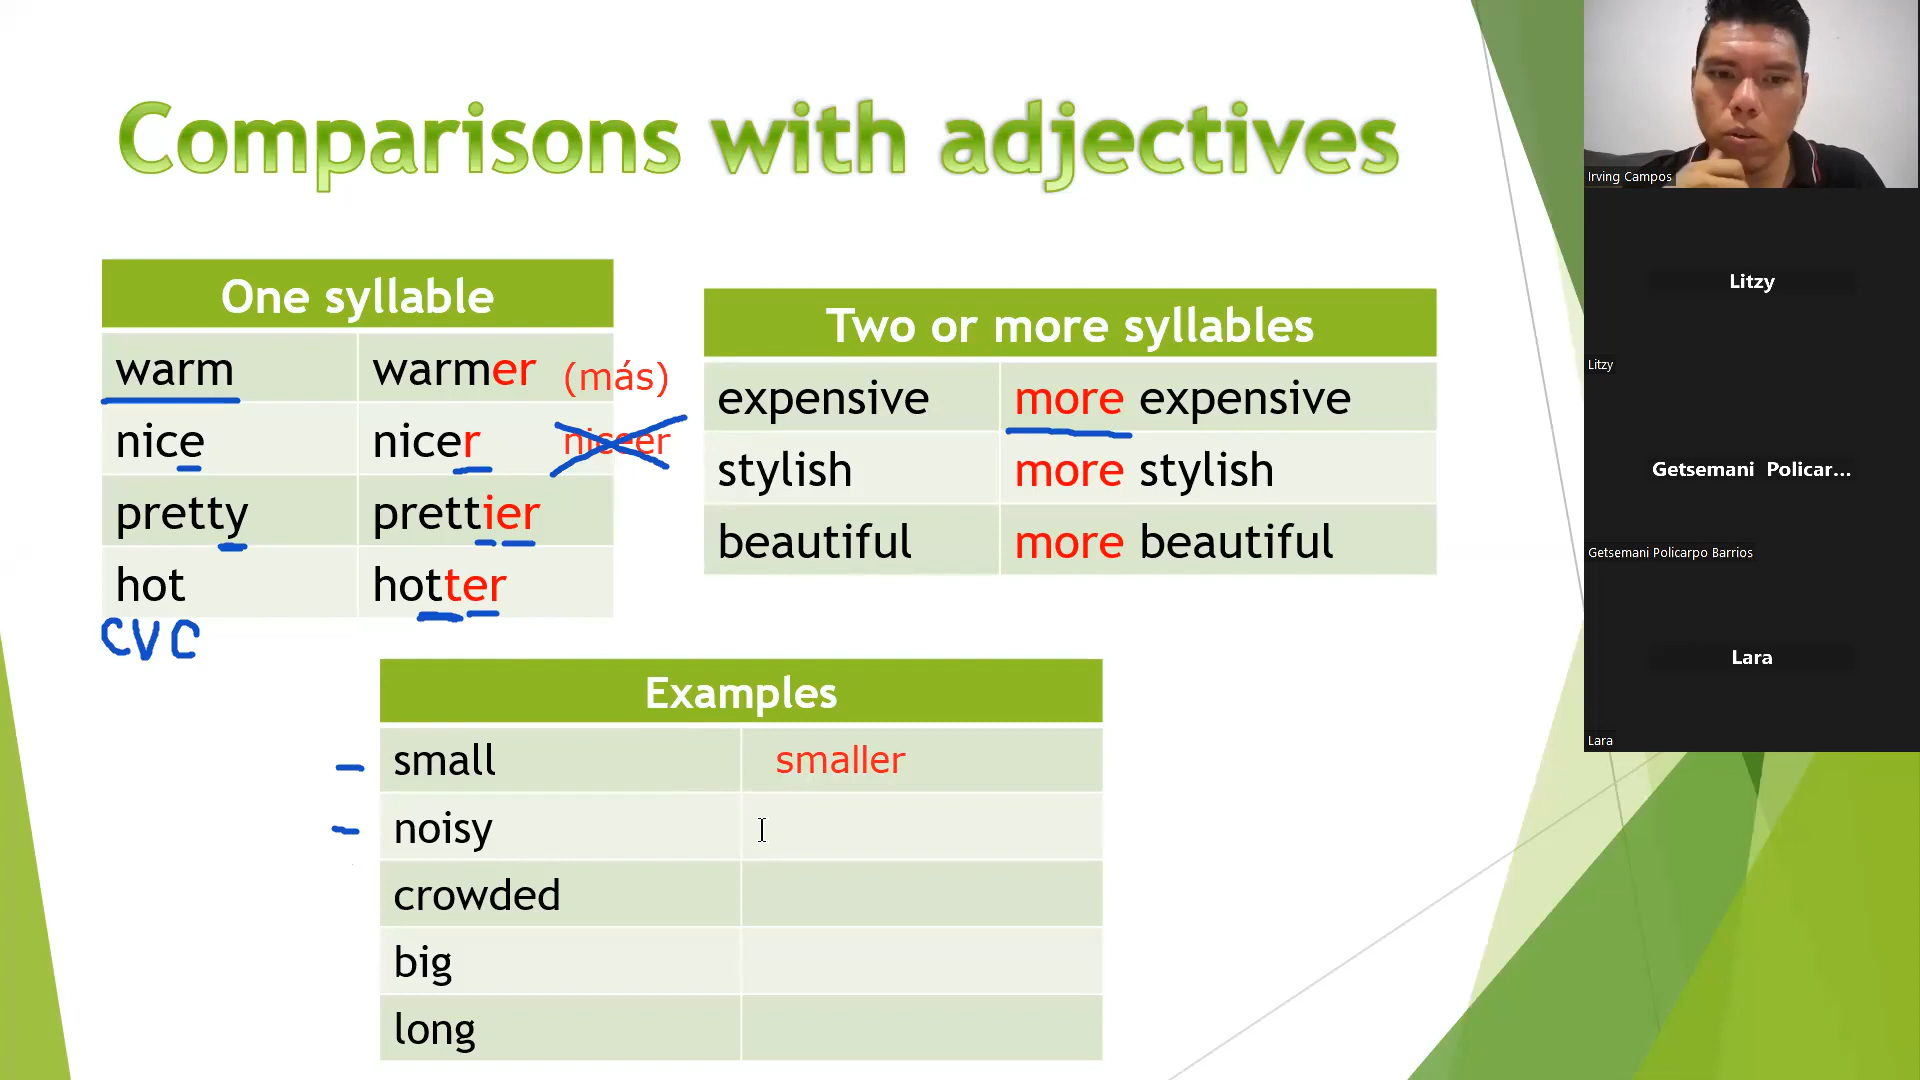 Comparisons with adjectives
One syllable
warm warmer (más)
nice nicer niceer
pretty prettier
hot hotter
CVC
Two or more syllables
expensive more expensive
stylish more stylish
beautiful more beautiful
Examples
small smaller
noisy
crowded
big
long
Irving Campos
Litzy
Litzy
Getsemani Policar...
Getsemani Policarpo Barrios
Lara
Lara